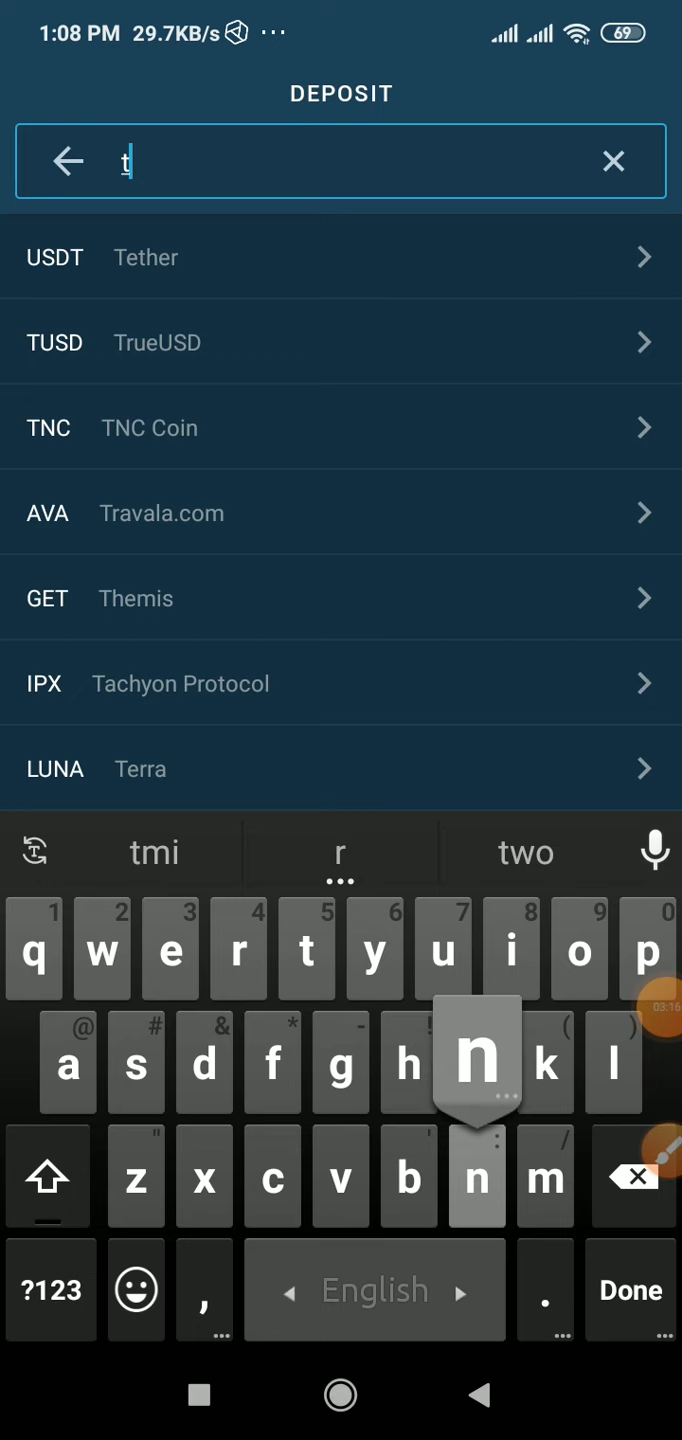 1:08 PM 29.7KB/s ... 69
DEPOSIT
t
USDT Tether
TUSD TrueUSD
TNC TNC Coin
AVA Travala.com
GET Themis
IPX Tachyon Protocol
LUNA Terra
tmi r two
1 2 3 4 5 6 7 8 9 0
q w e r t y u i o p
@ # & * - ! ( )
a s d f g h n k l
" ' : /
z x c v b n m
?123 , English . Done
03:16